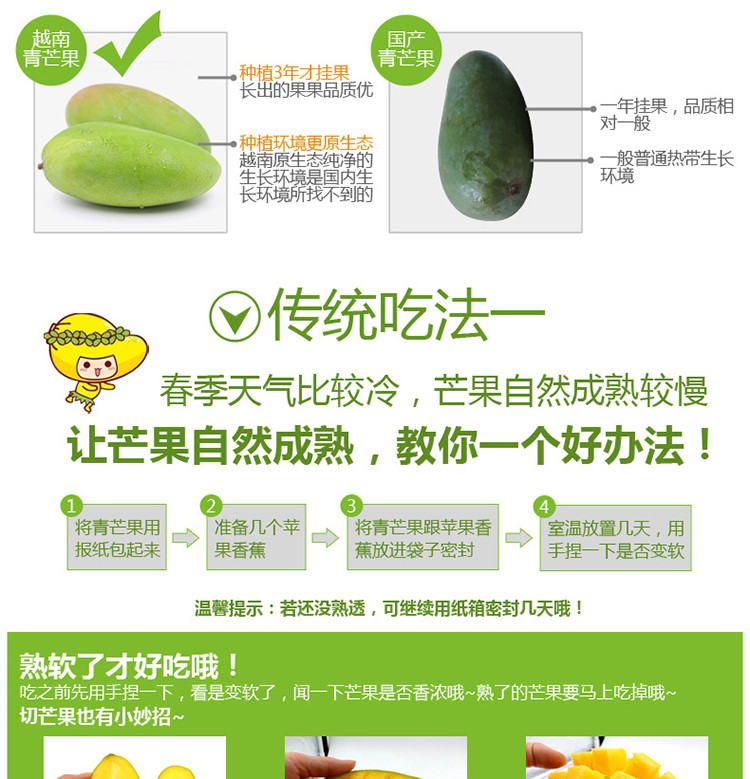 越南
青芒果
种植3年才挂果
长出的果果品质优
种植环境更原生态
越南原生态纯净的
生长环境是国内生
长环境所找不到的
国产
青芒果
一年挂果，品质相
对一般
一般普通热带生长
环境
传统吃法一
春季天气比较冷，芒果自然成熟较慢
让芒果自然成熟，教你一个好办法！
1
将青芒果用
报纸包起来
2
准备几个苹
果香蕉
3
将青芒果跟苹果香
蕉放进袋子密封
4
室温放置几天，用
手捏一下是否变软
温馨提示：若还没熟透，可继续用纸箱密封几天哦！
熟软了才好吃哦！
吃之前先用手捏一下，看是变软了，闻一下芒果是否香浓哦~熟了的芒果要马上吃掉哦~
切芒果也有小妙招~